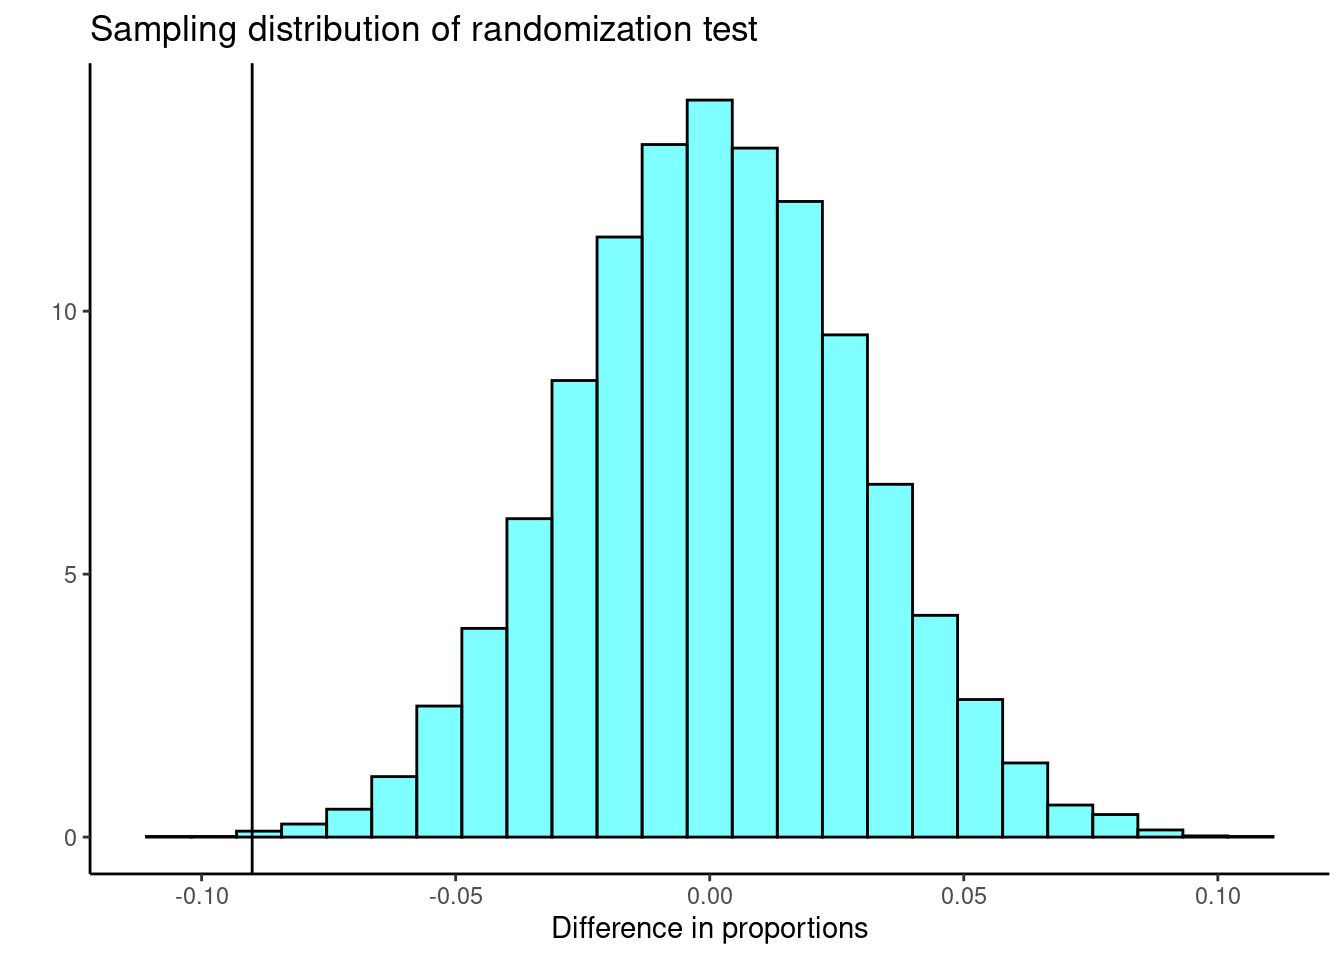 Sampling distribution of randomization test
10
5
0
-0.10 -0.05 0.00 0.05 0.10
Difference in proportions